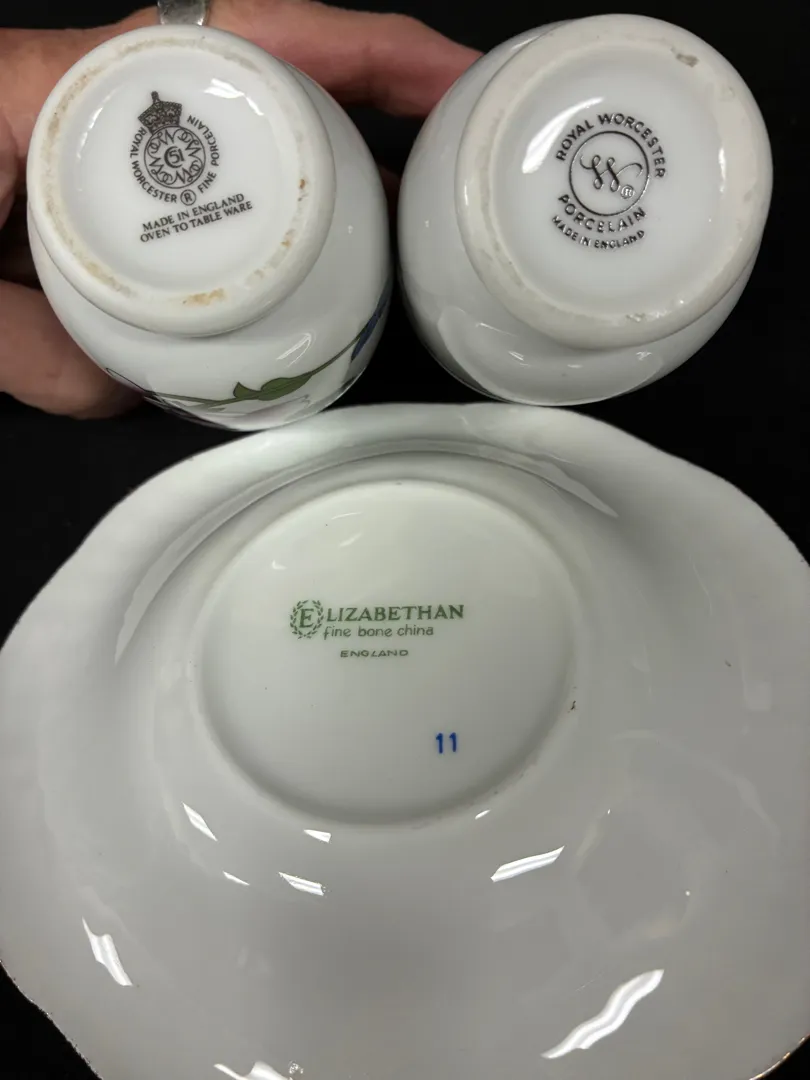 ROYAL WORCESTER FINE PORCELAIN
51
®
MADE IN ENGLAND
OVEN TO TABLE WARE
ROYAL WORCESTER
W
®
PORCELAIN
MADE IN ENGLAND
ELIZABETHAN
fine bone china
ENGLAND
11